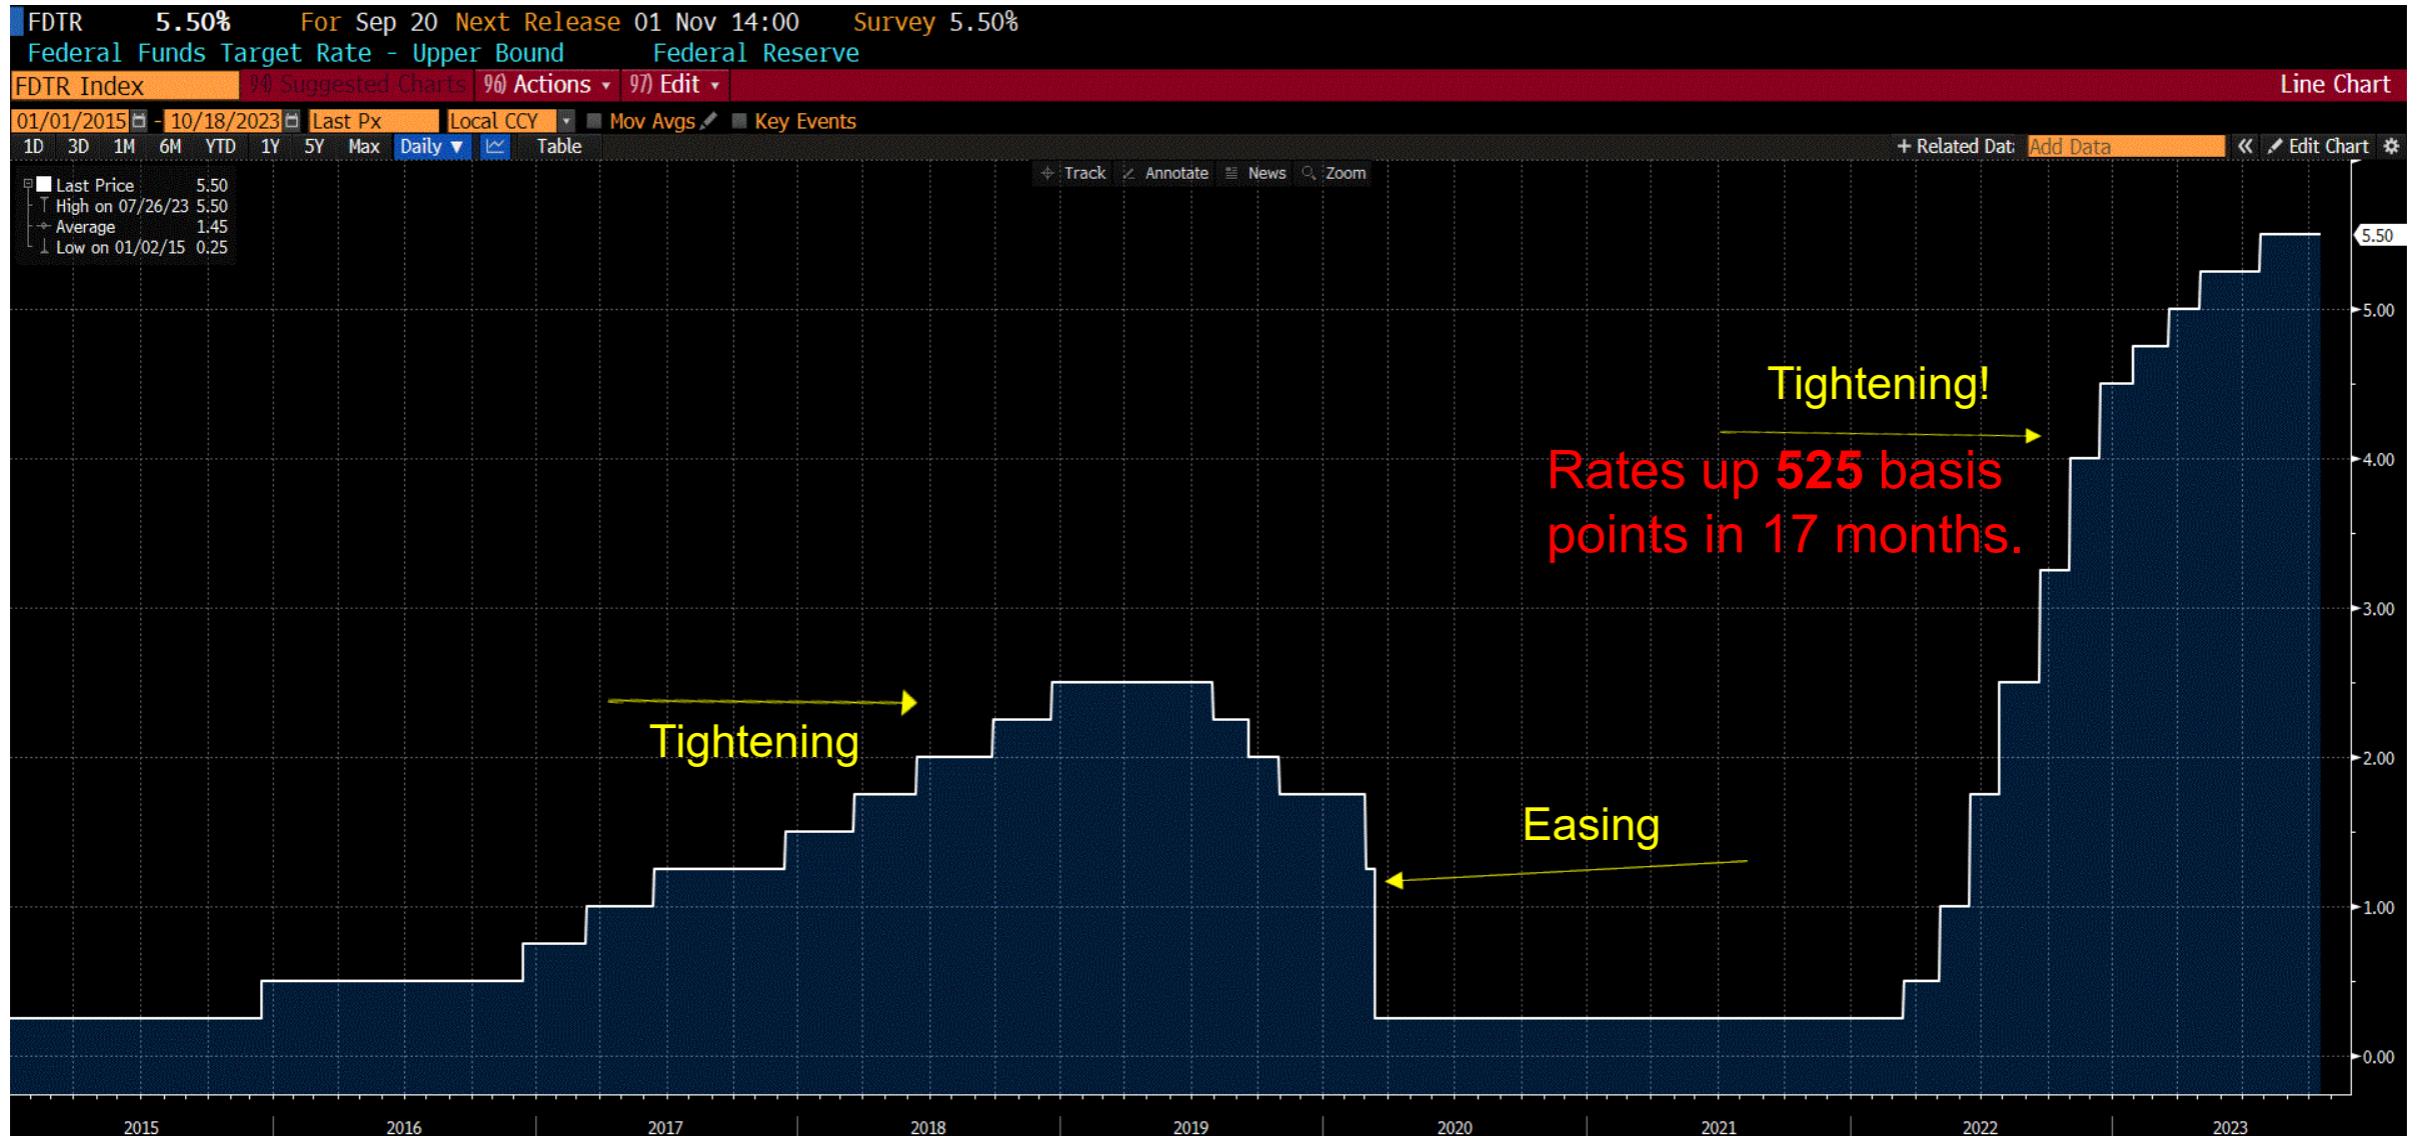 FDTR 5.50% For Sep 20 Next Release 01 Nov 14:00 Survey 5.50%
Federal Funds Target Rate - Upper Bound Federal Reserve
FDTR Index 94) Suggested Charts 96) Actions 97) Edit Line Chart
01/01/2015 - 10/18/2023 Last Px Local CCY Mov Avgs Key Events
1D 3D 1M 6M YTD 1Y 5Y Max Daily ▼ Table + Related Dat Add Data « Edit Chart
Track Annotate News Zoom
Last Price 5.50
High on 07/26/23 5.50
Average 1.45
Low on 01/02/15 0.25
5.50
5.00
Tightening!
4.00
Rates up 525 basis
points in 17 months.
3.00
Tightening
2.00
Easing
1.00
0.00
2015 2016 2017 2018 2019 2020 2021 2022 2023